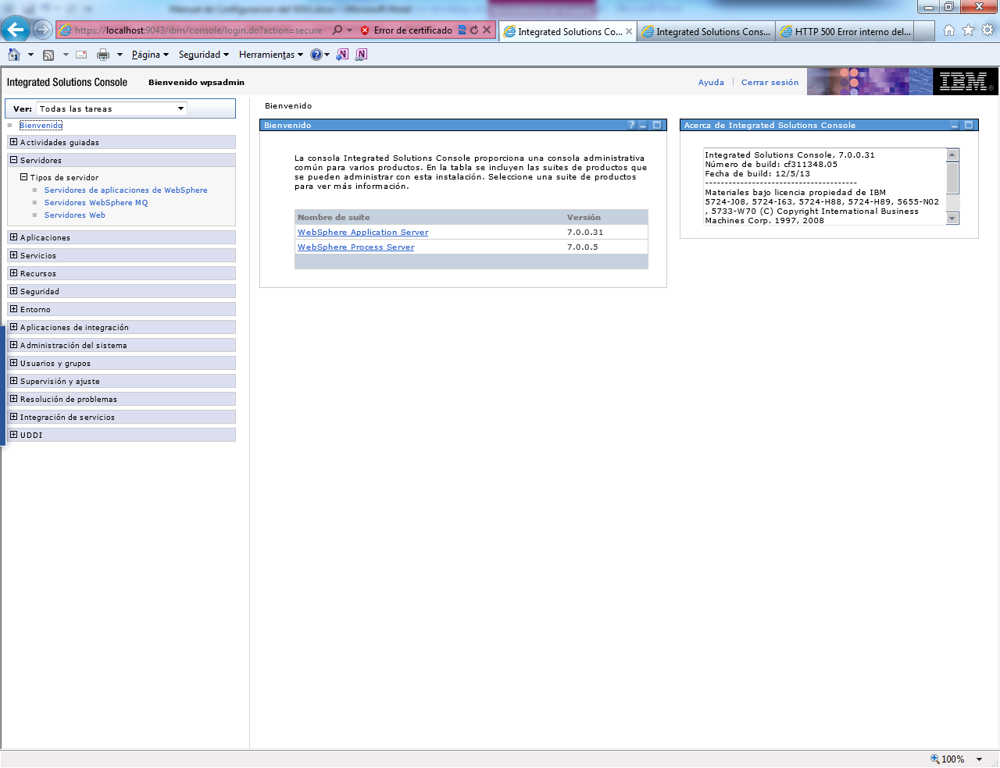 https://localhost:9043/ibm/console/login.do?action=secure
Error de certificado
Integrated Solutions Co...
Integrated Solutions Cons...
HTTP 500 Error interno del...
Página
Seguridad
Herramientas
Integrated Solutions Console
Bienvenido wpsadmin
Ayuda
Cerrar sesión
IBM®
Ver: Todas las tareas
Bienvenido
Actividades guiadas
Servidores
Tipos de servidor
Servidores de aplicaciones de WebSphere
Servidores WebSphere MQ
Servidores Web
Aplicaciones
Servicios
Recursos
Seguridad
Entorno
Aplicaciones de integración
Administración del sistema
Usuarios y grupos
Supervisión y ajuste
Resolución de problemas
Integración de servicios
UDDI
Bienvenido
Bienvenido
La consola Integrated Solutions Console proporciona una consola administrativa
común para varios productos. En la tabla se incluyen las suites de productos que
se pueden administrar con esta instalación. Seleccione una suite de productos
para ver más información.
Nombre de suite Versión
WebSphere Application Server 7.0.0.31
WebSphere Process Server 7.0.0.5
Acerca de Integrated Solutions Console
Integrated Solutions Console, 7.0.0.31
Número de build: cf311348.05
Fecha de build: 12/5/13
--------------------------------
Materiales bajo licencia propiedad de IBM
5724-J08, 5724-I63, 5724-H88, 5724-H89, 5655-N02
, 5733-W70 (C) Copyright International Business
Machines Corp. 1997, 2008
100%